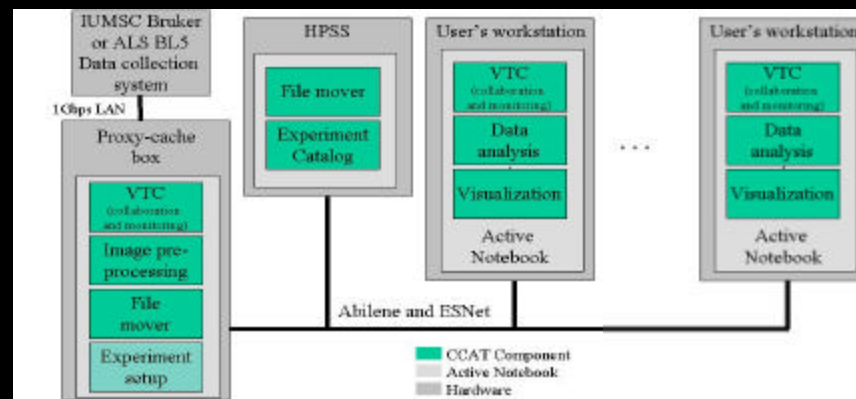 IUMSC Bruker
or ALS BL5
Data collection
system
1Gbps LAN
Proxy-cache
box
VTC
(collaboration
and monitoring)
Image pre-
processing
File
mover
Experiment
setup
HPSS
File mover
Experiment
Catalog
User's workstation
VTC
(collaboration
and monitoring)
Data
analysis
Visualization
Active
Notebook
. . .
User's workstation
VTC
(collaboration
and monitoring)
Data
analysis
Visualization
Active
Notebook
Abilene and ESNet
CCAT Component
Active Notebook
Hardware